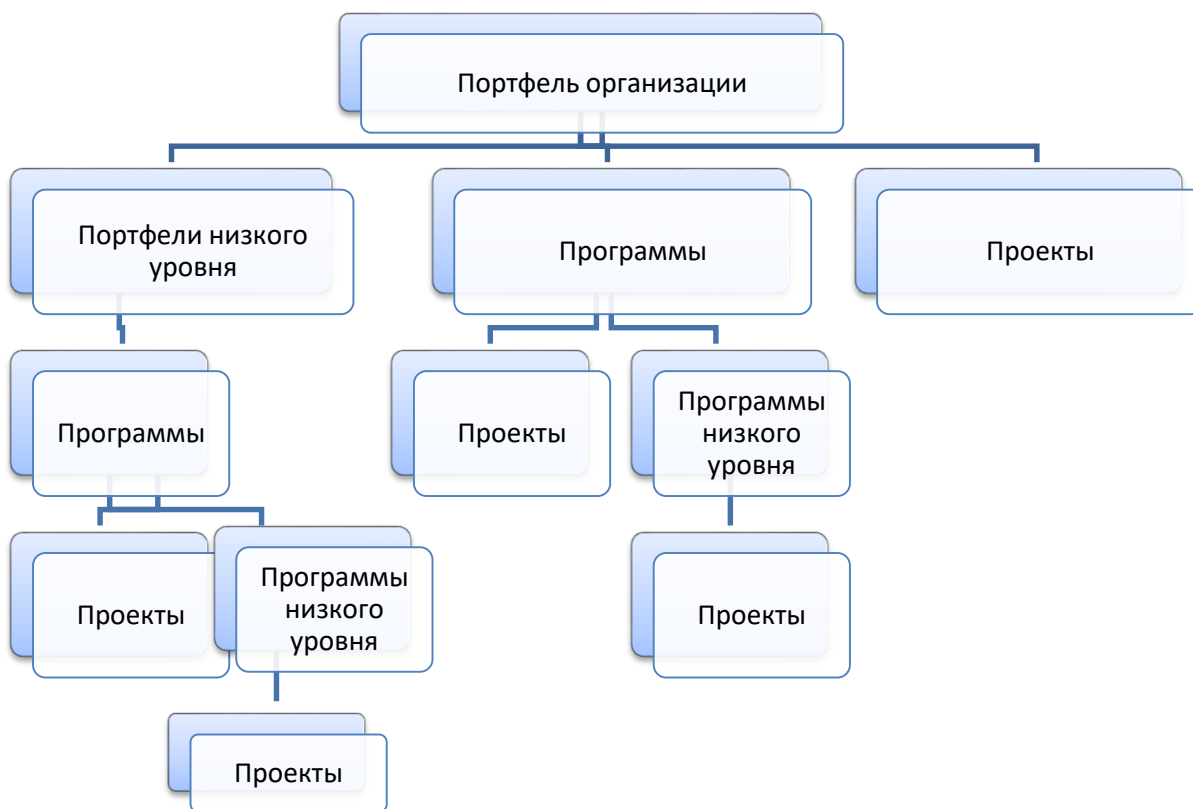 Портфель организации
Портфели низкого
уровня
Программы
Проекты
Программы
Проекты
Программы
низкого
уровня
Проекты
Программы
низкого
уровня
Проекты
Проекты